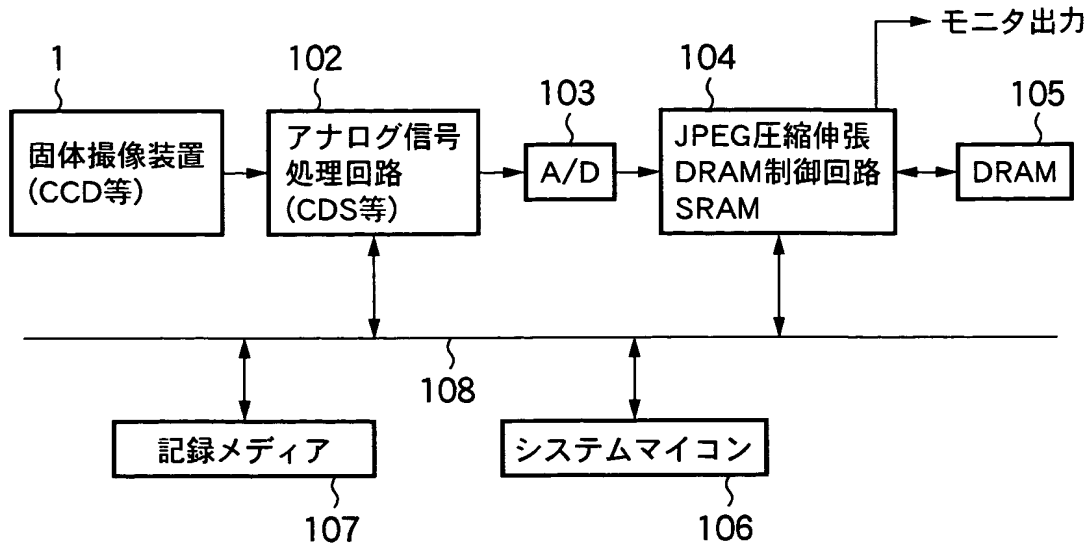 モニタ出力
1
102
103
104
105
固体撮像装置
(CCD等)
アナログ信号
処理回路
(CDS等)
A/D
JPEG圧縮伸張
DRAM制御回路
SRAM
DRAM
108
記録メディア
システムマイコン
107
106